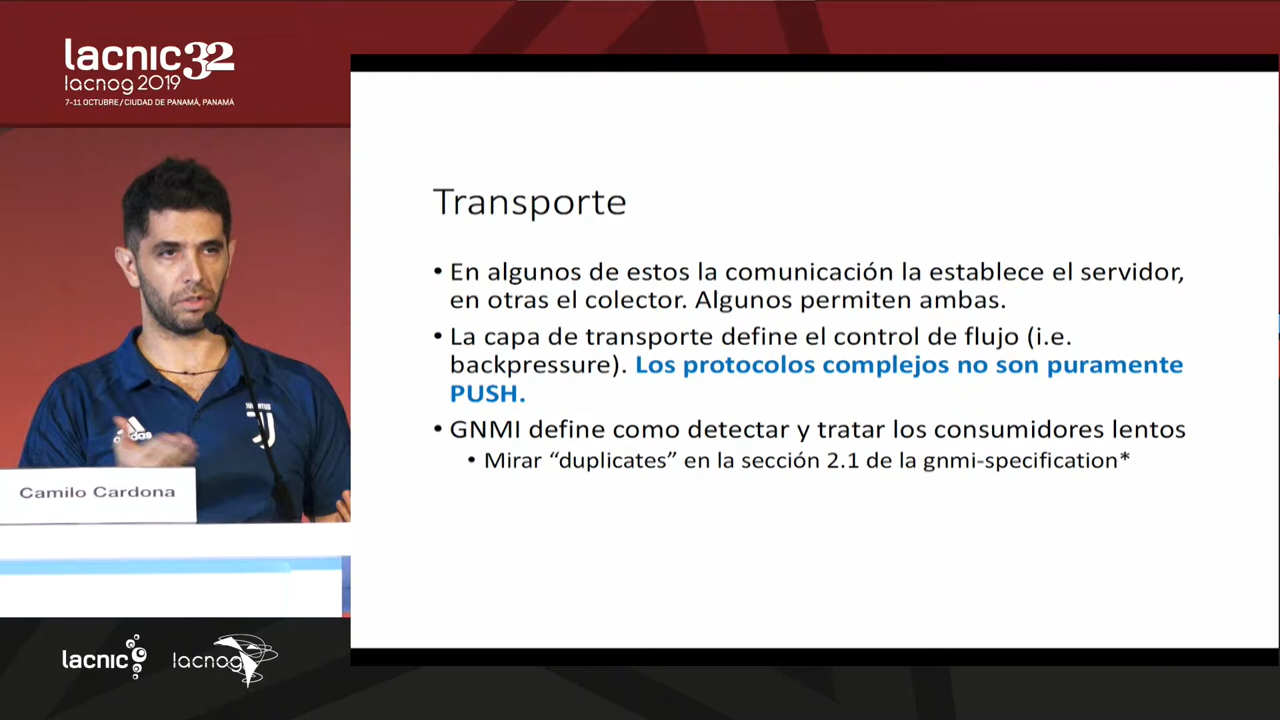 lacnic32
lacnog 2019
7-11 OCTUBRE / CIUDAD DE PANAMÁ, PANAMÁ
Transporte
• En algunos de estos la comunicación la establece el servidor,
en otras el colector. Algunos permiten ambas.
• La capa de transporte define el control de flujo (i.e.
backpressure). Los protocolos complejos no son puramente
PUSH.
• GNMI define como detectar y tratar los consumidores lentos
• Mirar “duplicates” en la sección 2.1 de la gnmi-specification*
adidas
JUVENTUS
Camilo Cardona
lacnic
lacnog